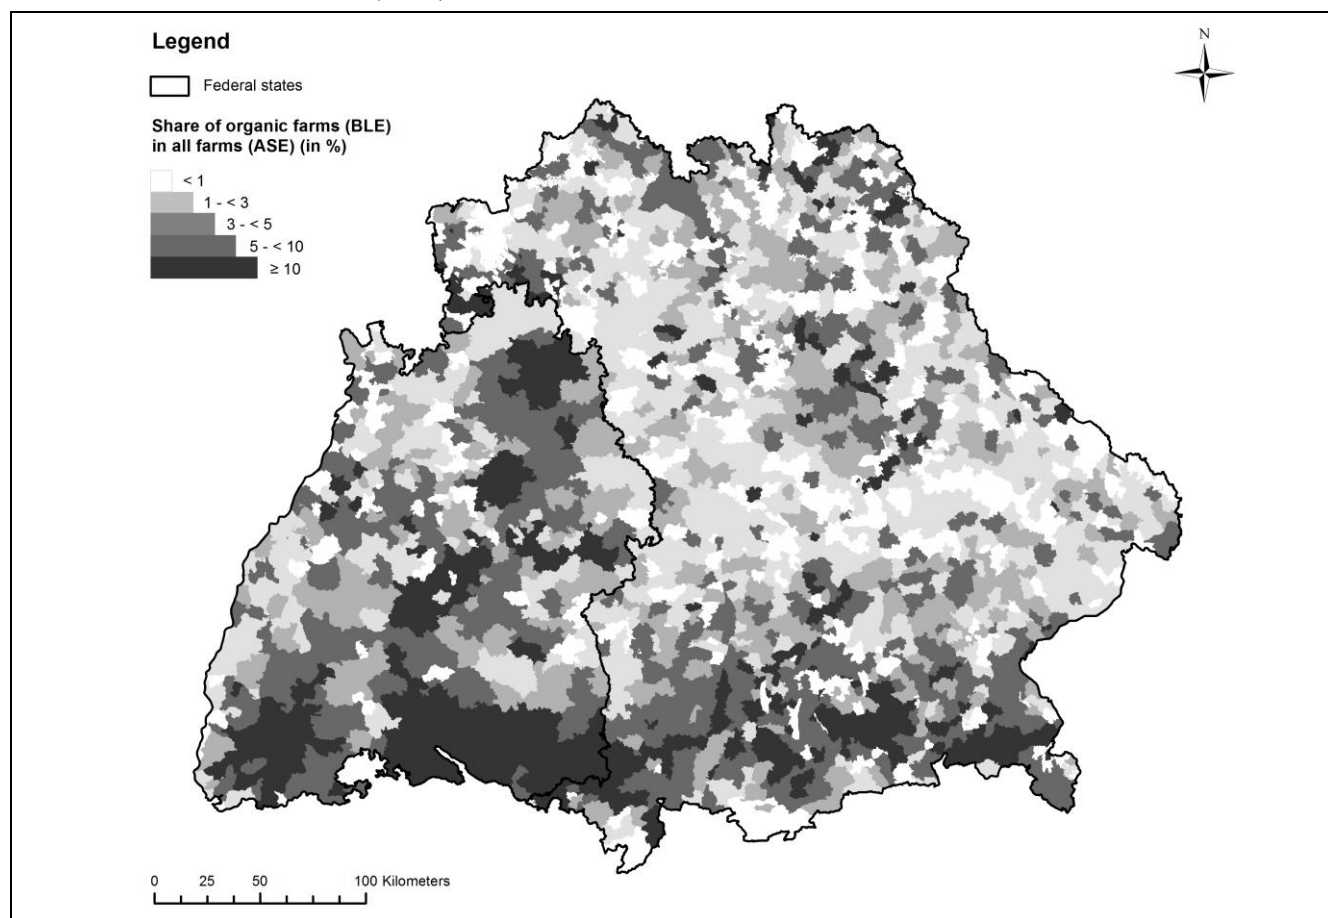 Legend
Federal states
Share of organic farms (BLE)
in all farms (ASE) (in %)
< 1
1 - < 3
3 - < 5
5 - < 10
≥ 10
N
0 25 50 100 Kilometers